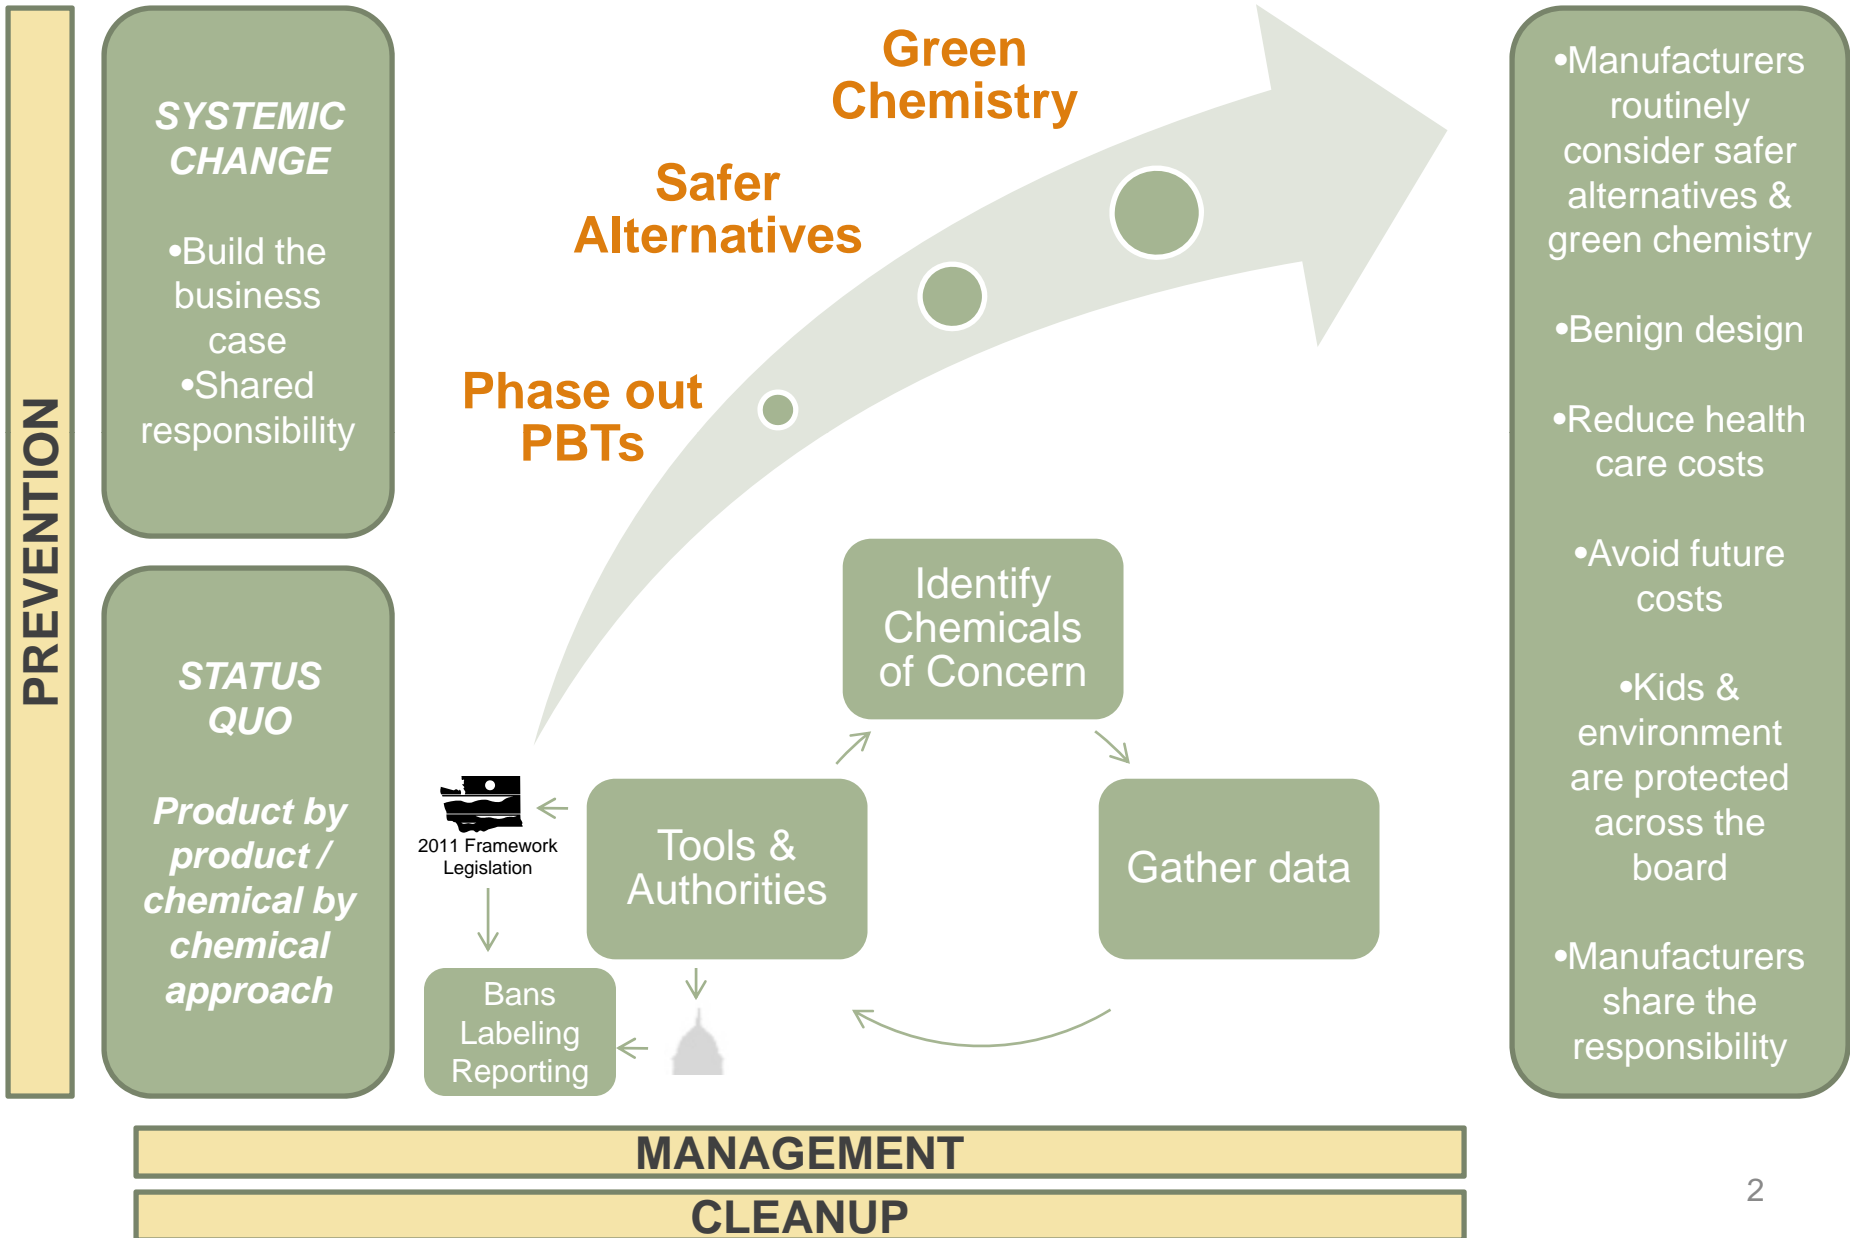 PREVENTION
SYSTEMIC
CHANGE
•Build the
business
case
•Shared
responsibility
STATUS
QUO
Product by
product /
chemical by
chemical
approach
Green
Chemistry
Safer
Alternatives
Phase out
PBTs
Identify
Chemicals
of Concern
Tools &
Authorities
Gather data
2011 Framework
Legislation
Bans
Labeling
Reporting
•Manufacturers
routinely
consider safer
alternatives &
green chemistry
•Benign design
•Reduce health
care costs
•Avoid future
costs
•Kids &
environment
are protected
across the
board
•Manufacturers
share the
responsibility
MANAGEMENT
CLEANUP
2